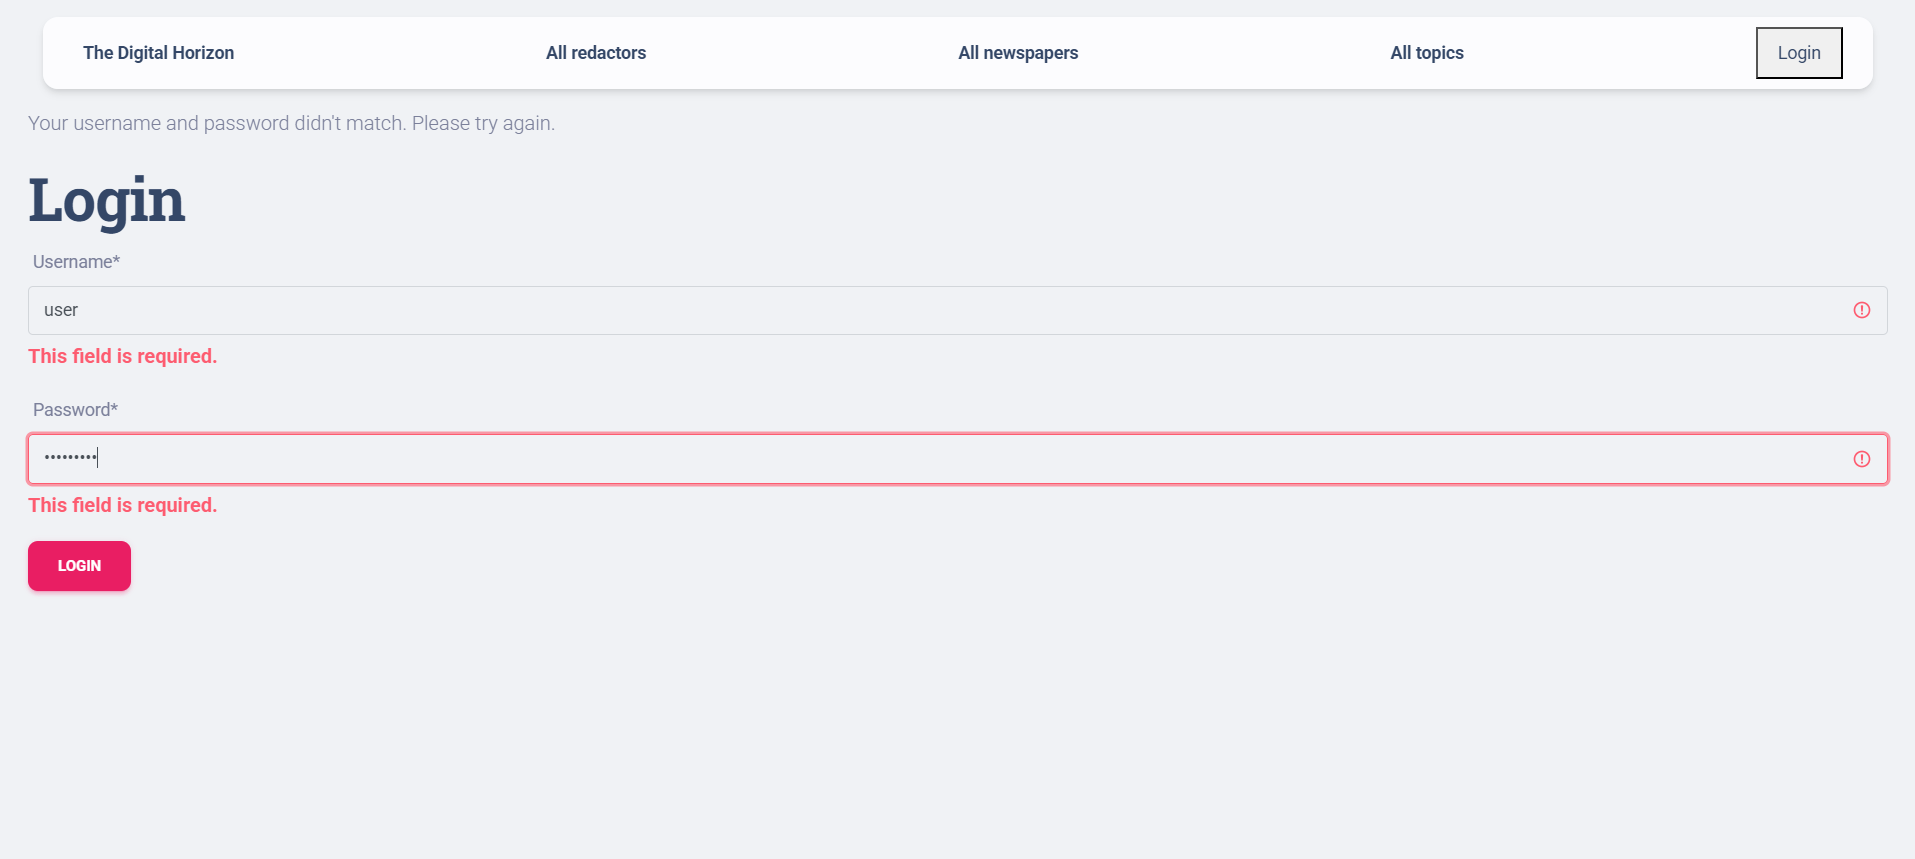 The Digital Horizon All redactors All newspapers All topics Login
Your username and password didn't match. Please try again.
Login
Username*
user
This field is required.
Password*
•••••••••
This field is required.
LOGIN